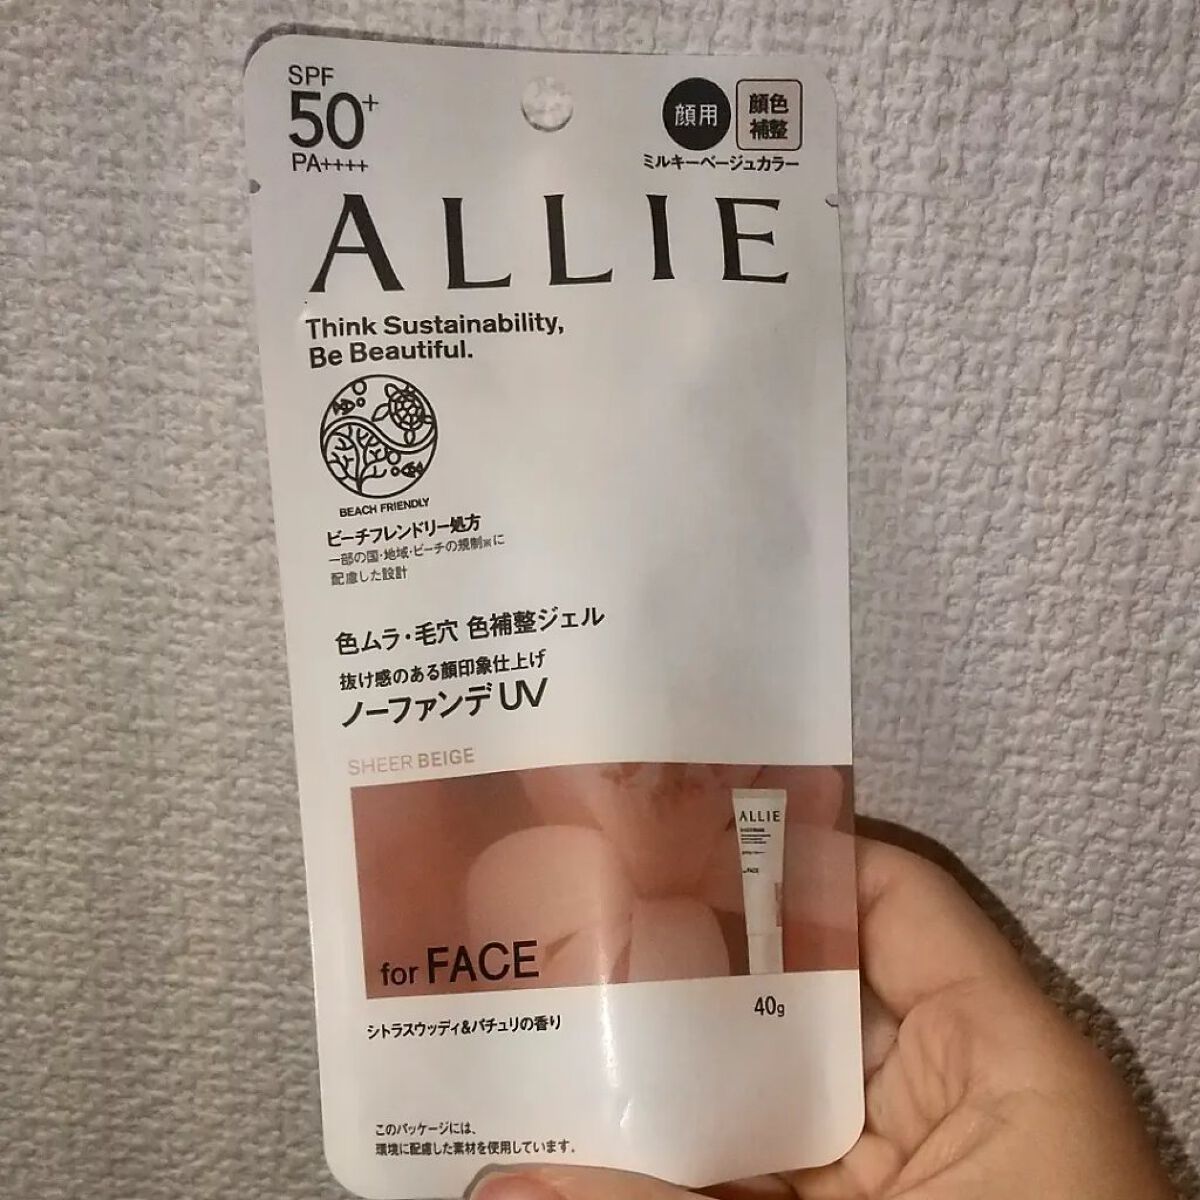 SPF
50+
PA++++
顔用
顔色
補整
ミルキーベージュカラー
ALLIE
Think Sustainability,
Be Beautiful.
BEACH FRIENDLY
ビーチフレンドリー処方
一部の国・地域・ビーチの規制※に
配慮した設計
色ムラ・毛穴 色補整ジェル
抜け感のある顔印象仕上げ
ノーファンデUV
SHEER BEIGE
ALLIE
for FACE
40g
シトラスウッディ&パチュリの香り
このパッケージには、
環境に配慮した素材を使用しています。